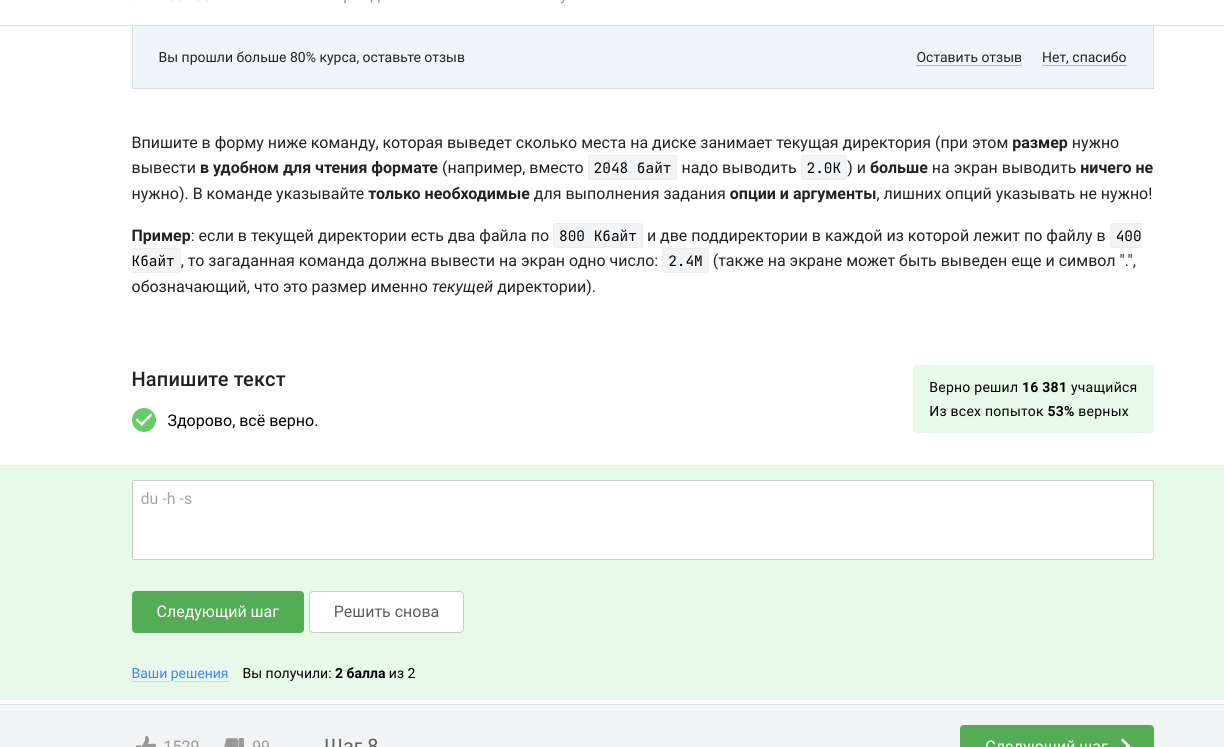 Вы прошли больше 80% курса, оставьте отзыв
Оставить отзыв
Нет, спасибо
Впишите в форму ниже команду, которая выведет сколько места на диске занимает текущая директория (при этом размер нужно
вывести в удобном для чтения формате (например, вместо 2048 байт надо выводить 2.0K) и больше на экран выводить ничего не
нужно). В команде указывайте только необходимые для выполнения задания опции и аргументы, лишних опций указывать не нужно!
Пример: если в текущей директории есть два файла по 800 Кбайт и две поддиректории в каждой из которой лежит по файлу в 400
Кбайт, то загаданная команда должна вывести на экран одно число: 2.4M (также на экране может быть выведен еще и символ ".",
обозначающий, что это размер именно текущей директории).
Напишите текст
Верно решил 16 381 учащийся
Из всех попыток 53% верных
Здорово, всё верно.
du -h -s
Следующий шаг
Решить снова
Ваши решения
Вы получили: 2 балла из 2
1529
99
Шаг 8
Следующий шаг